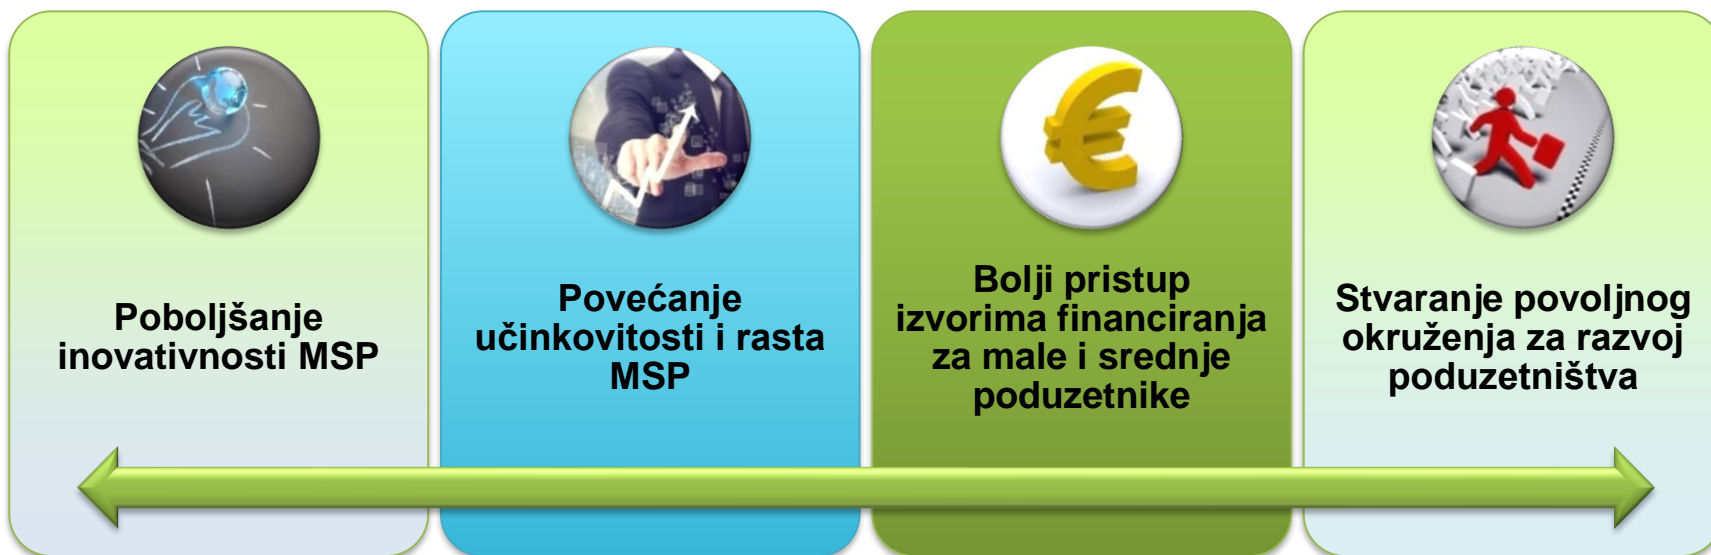 Poboljšanje
inovativnosti MSP
Povećanje
učinkovitosti i rasta
MSP
Bolji pristup
izvorima financiranja
za male i srednje
poduzetnike
Stvaranje povoljnog
okruženja za razvoj
poduzetništva